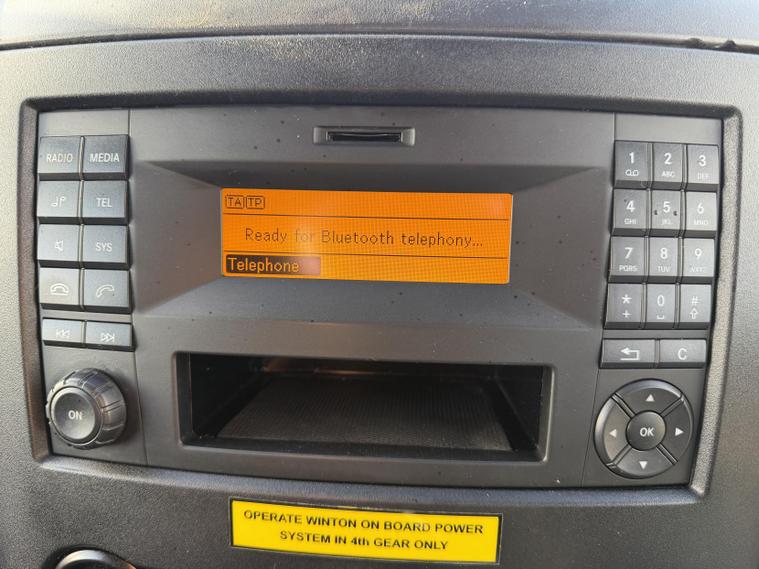 RADIO MEDIA
TEL
SYS
ON
TA TP
Ready for Bluetooth telephony...
Telephone
1 2 ABC 3 DEF
4 GHI 5 JKL 6 MNO
7 PQRS 8 TUV 9 WXYZ
* + 0 #
C
OK
OPERATE WINTON ON BOARD POWER
SYSTEM IN 4th GEAR ONLY